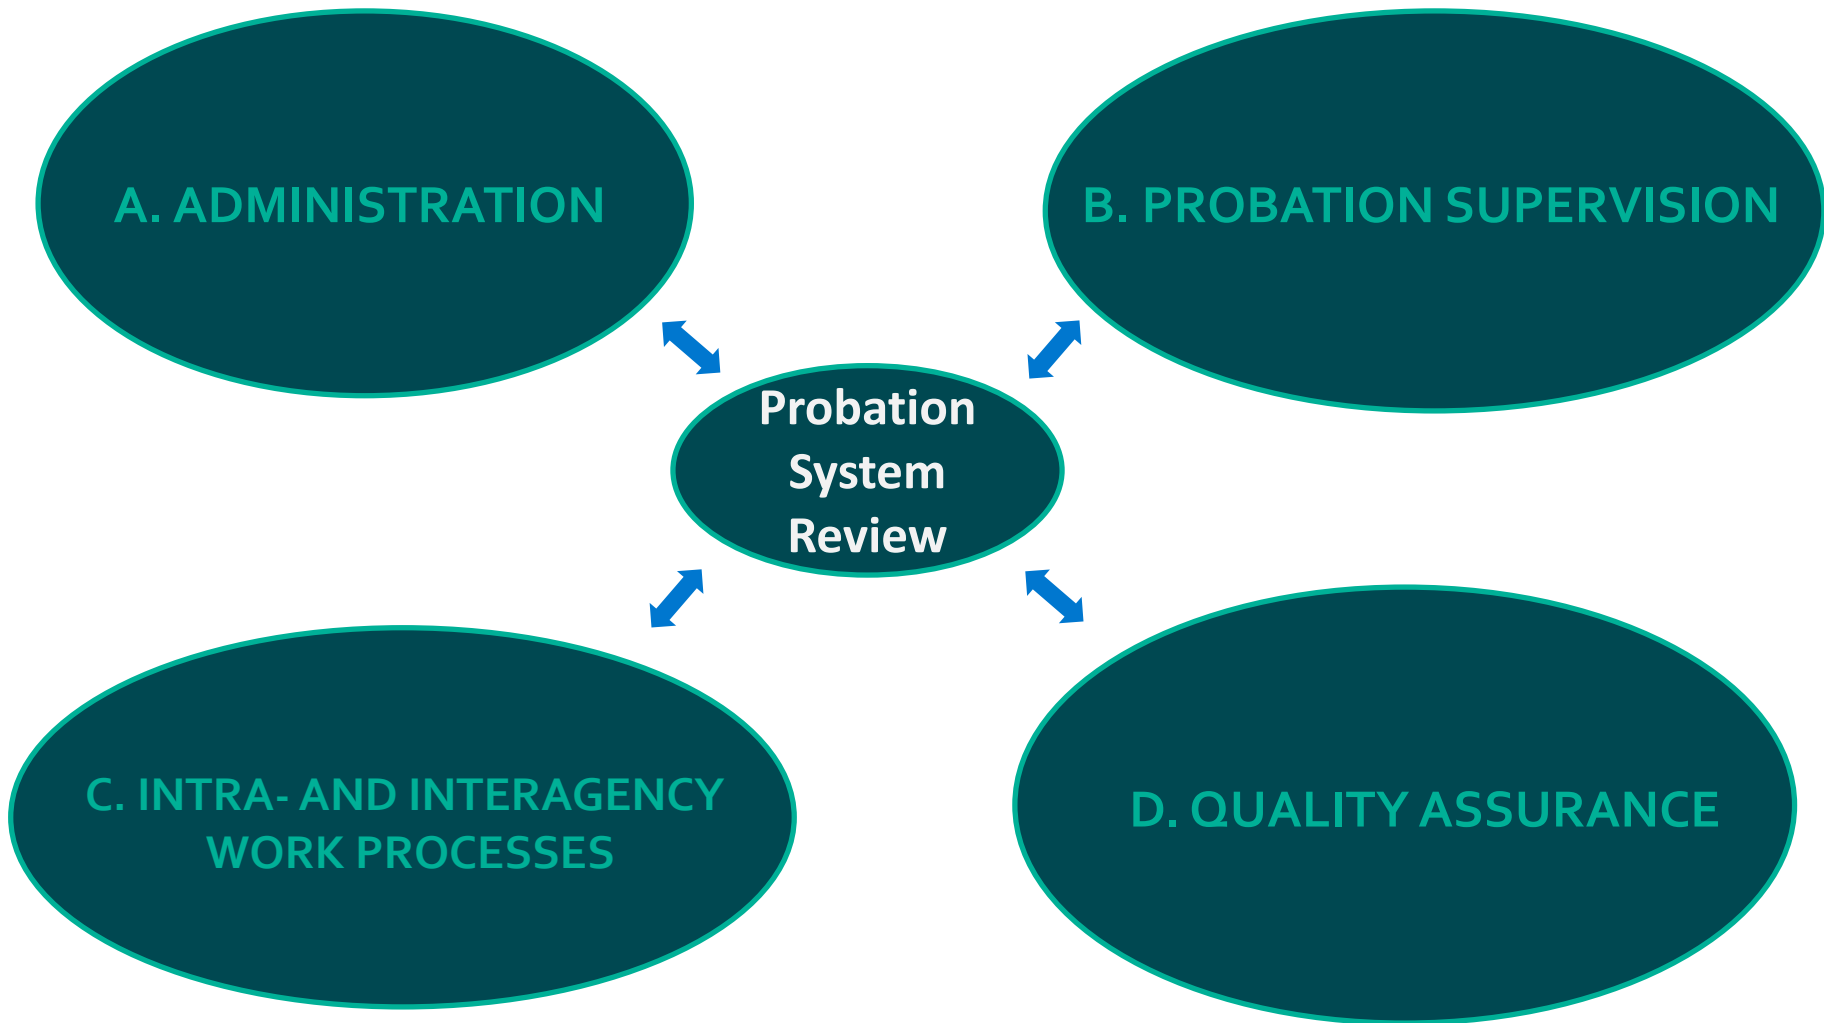 A. ADMINISTRATION
B. PROBATION SUPERVISION
Probation
System
Review
C. INTRA- AND INTERAGENCY
WORK PROCESSES
D. QUALITY ASSURANCE